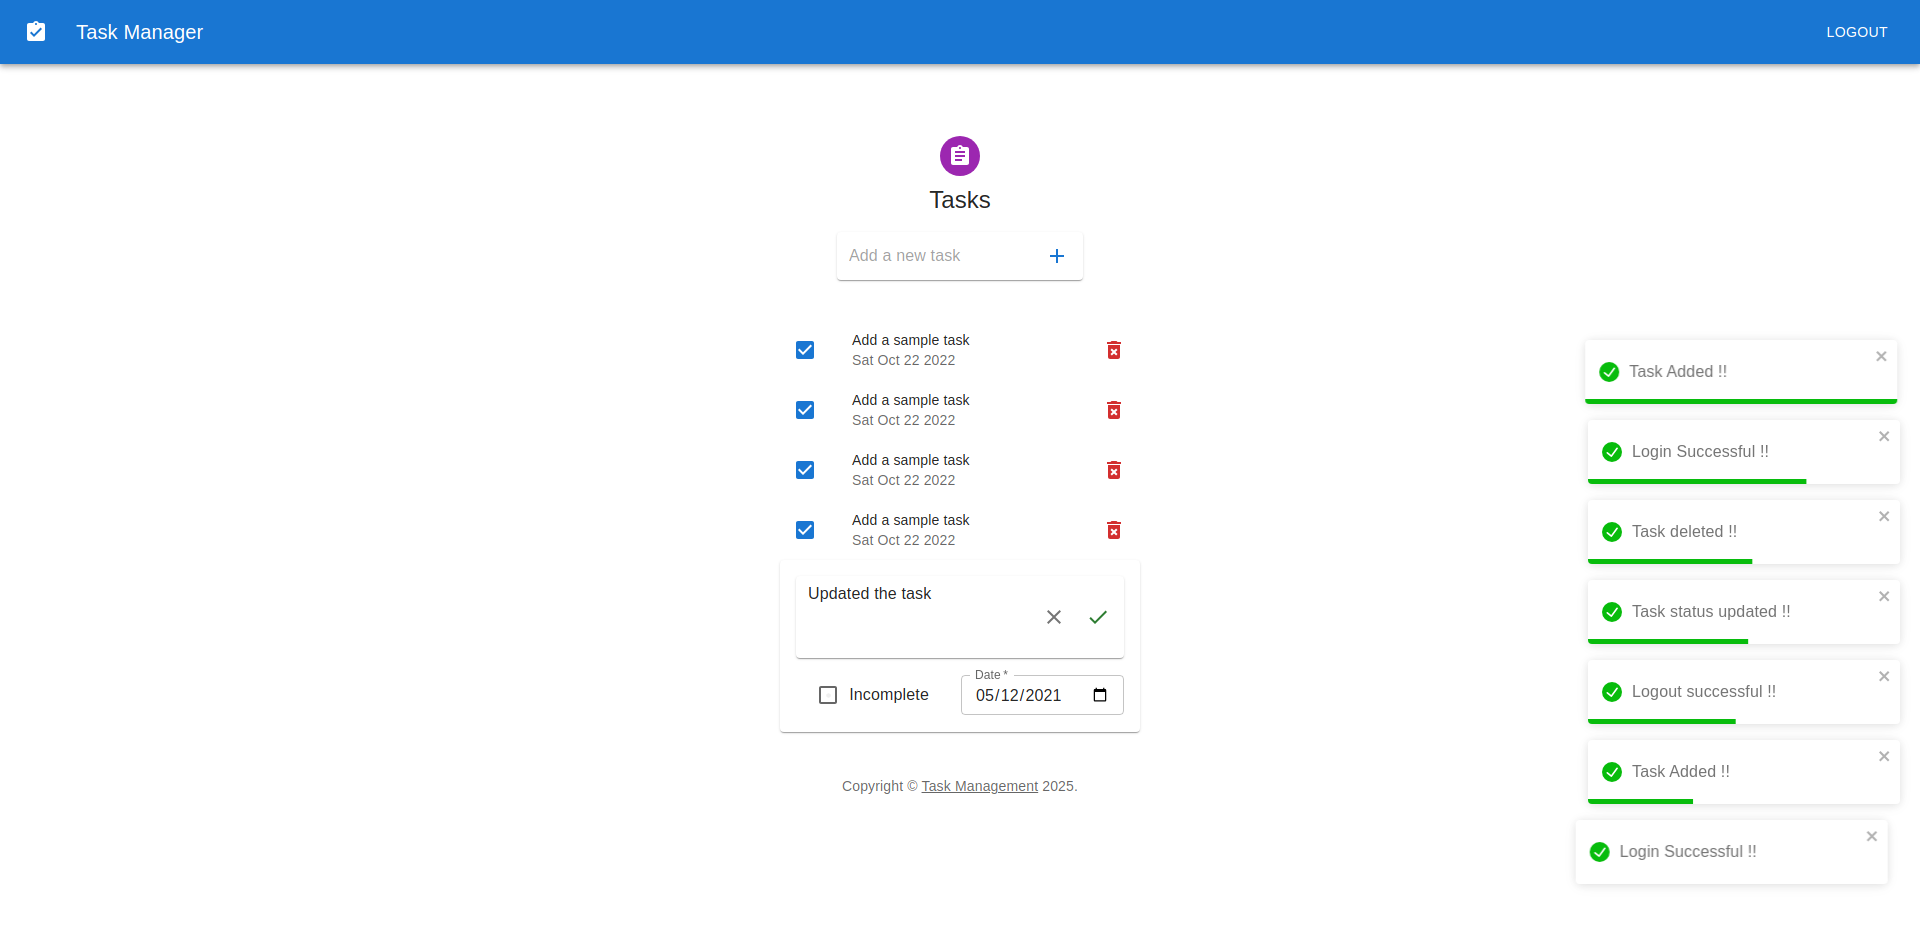 Task Manager
LOGOUT
Tasks
Add a new task
Add a sample task
Sat Oct 22 2022
Add a sample task
Sat Oct 22 2022
Add a sample task
Sat Oct 22 2022
Add a sample task
Sat Oct 22 2022
Updated the task
Incomplete
Date *
05/12/2021
Copyright © Task Management 2025.
Task Added !!
Login Successful !!
Task deleted !!
Task status updated !!
Logout successful !!
Task Added !!
Login Successful !!